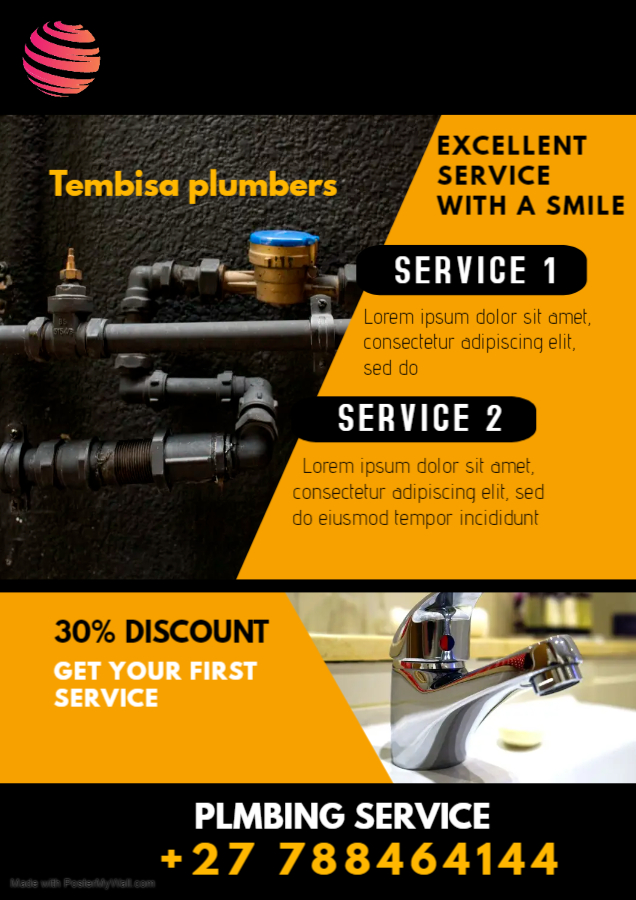 Tembisa plumbers
EXCELLENT
SERVICE
WITH A SMILE
SERVICE 1
Lorem ipsum dolor sit amet,
consectetur adipiscing elit,
sed do
SERVICE 2
Lorem ipsum dolor sit amet,
consectetur adipiscing elit, sed
do eiusmod tempor incididunt
30% DISCOUNT
GET YOUR FIRST
SERVICE
PLMBING SERVICE
+27 788464144
Made with PosterMyWall.com